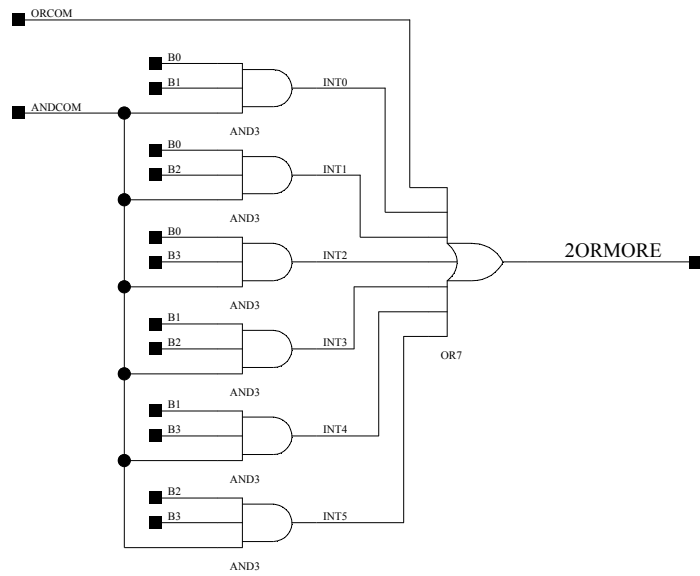 ORCOM
B0
B1
INT0
ANDCOM
AND3
B0
B2
INT1
AND3
B0
B3
INT2
2ORMORE
AND3
B1
B2
INT3
OR7
AND3
B1
B3
INT4
AND3
B2
B3
INT5
AND3